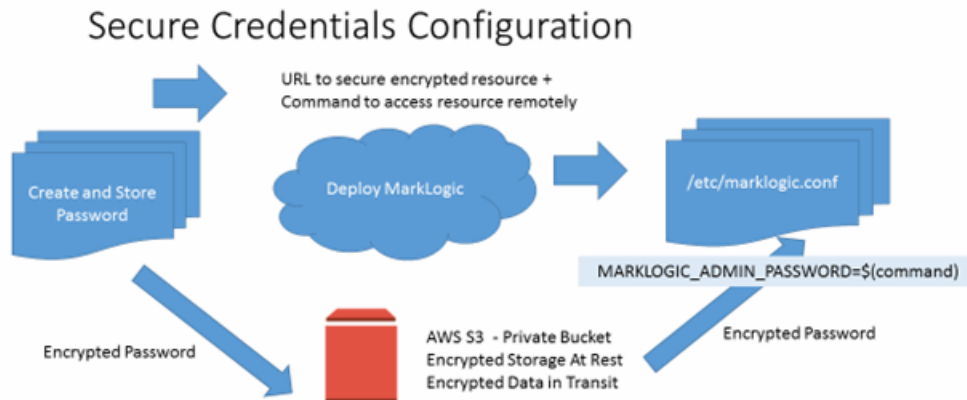 Secure Credentials Configuration
URL to secure encrypted resource +
Command to access resource remotely
Create and Store
Password
Deploy MarkLogic
/etc/marklogic.conf
MARKLOGIC_ADMIN_PASSWORD=$(command)
Encrypted Password
AWS S3 - Private Bucket
Encrypted Storage At Rest
Encrypted Data in Transit
Encrypted Password